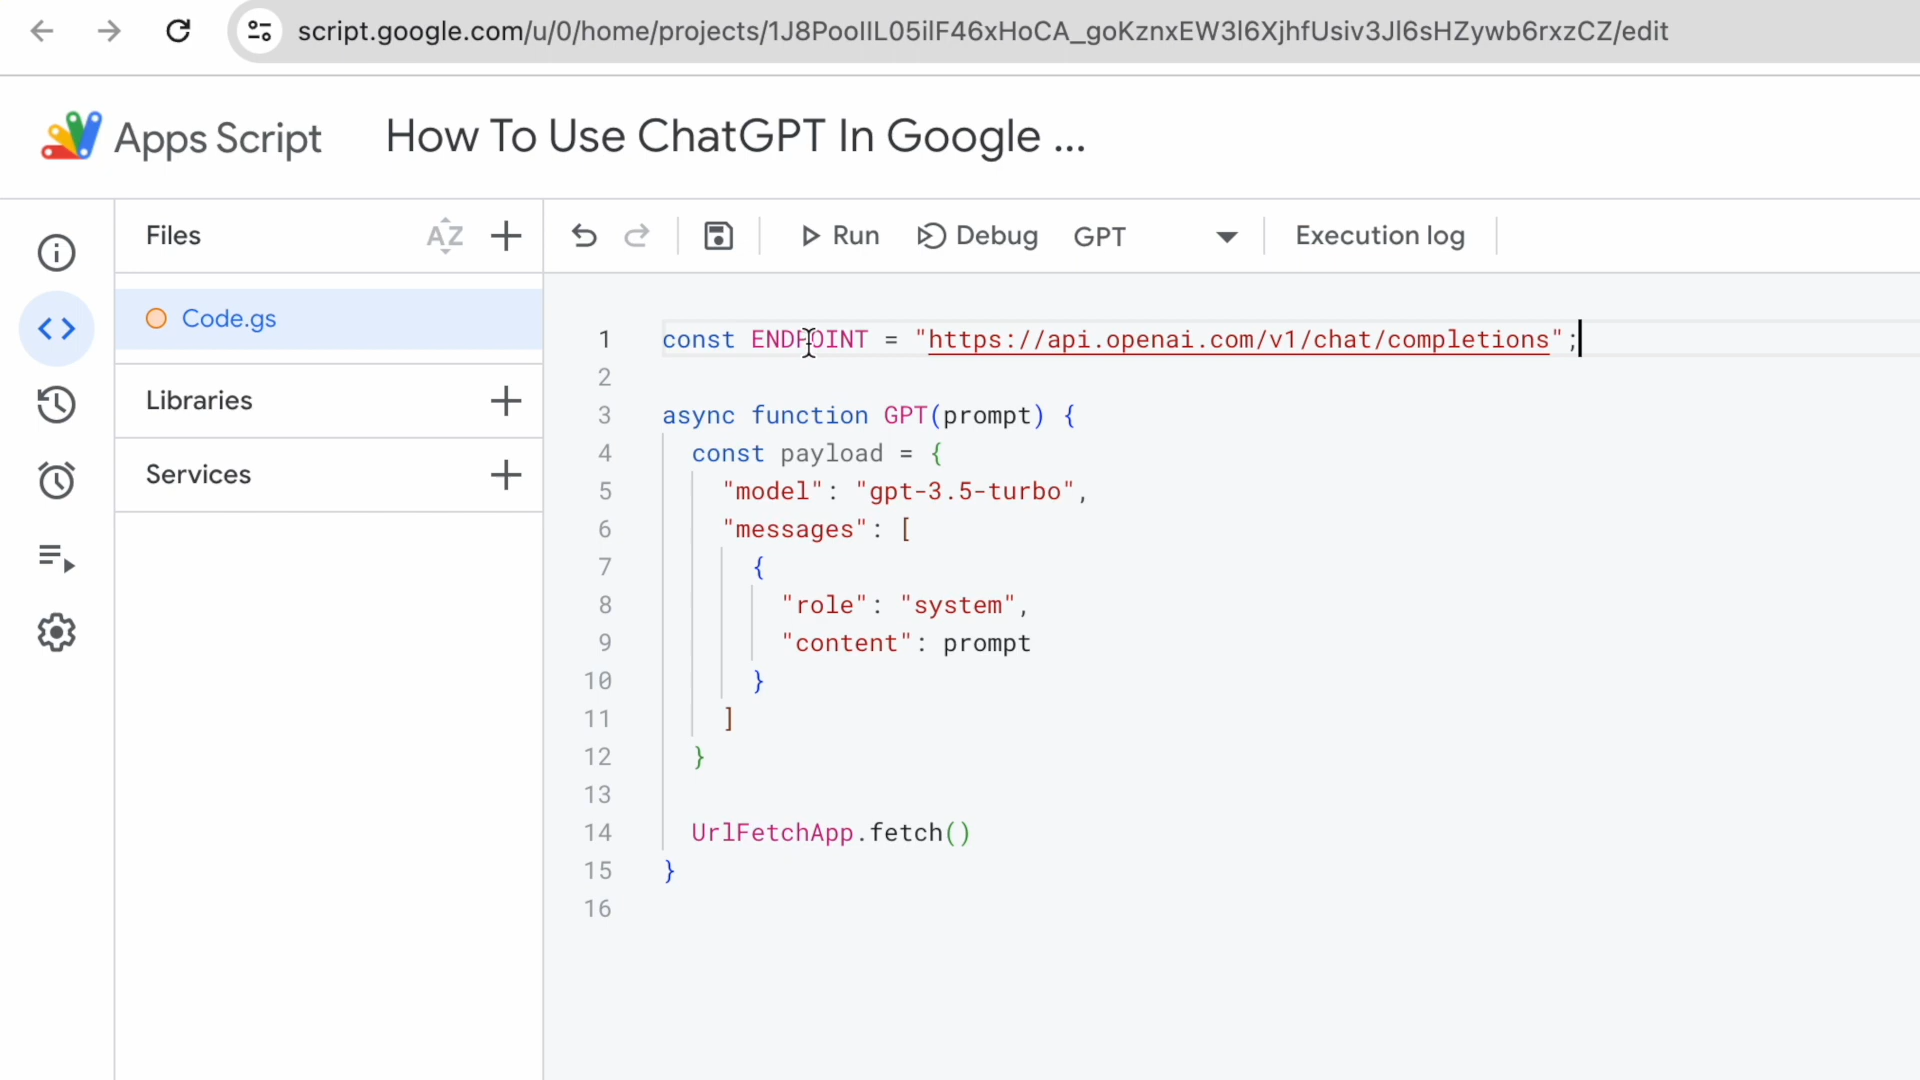 script.google.com/u/0/home/projects/1J8PooIIL05ilF46xHoCA_goKznxEW3l6XjhfUsiv3Jl6sHZywb6rxzCZ/edit
Apps Script How To Use ChatGPT In Google ...
Files AZ Run Debug GPT Execution log
Code.gs
Libraries
Services
1 const ENDPOINT = "https://api.openai.com/v1/chat/completions";
2
3 async function GPT(prompt) {
4 const payload = {
5 "model": "gpt-3.5-turbo",
6 "messages": [
7 {
8 "role": "system",
9 "content": prompt
10 }
11 ]
12 }
13
14 UrlFetchApp.fetch()
15 }
16